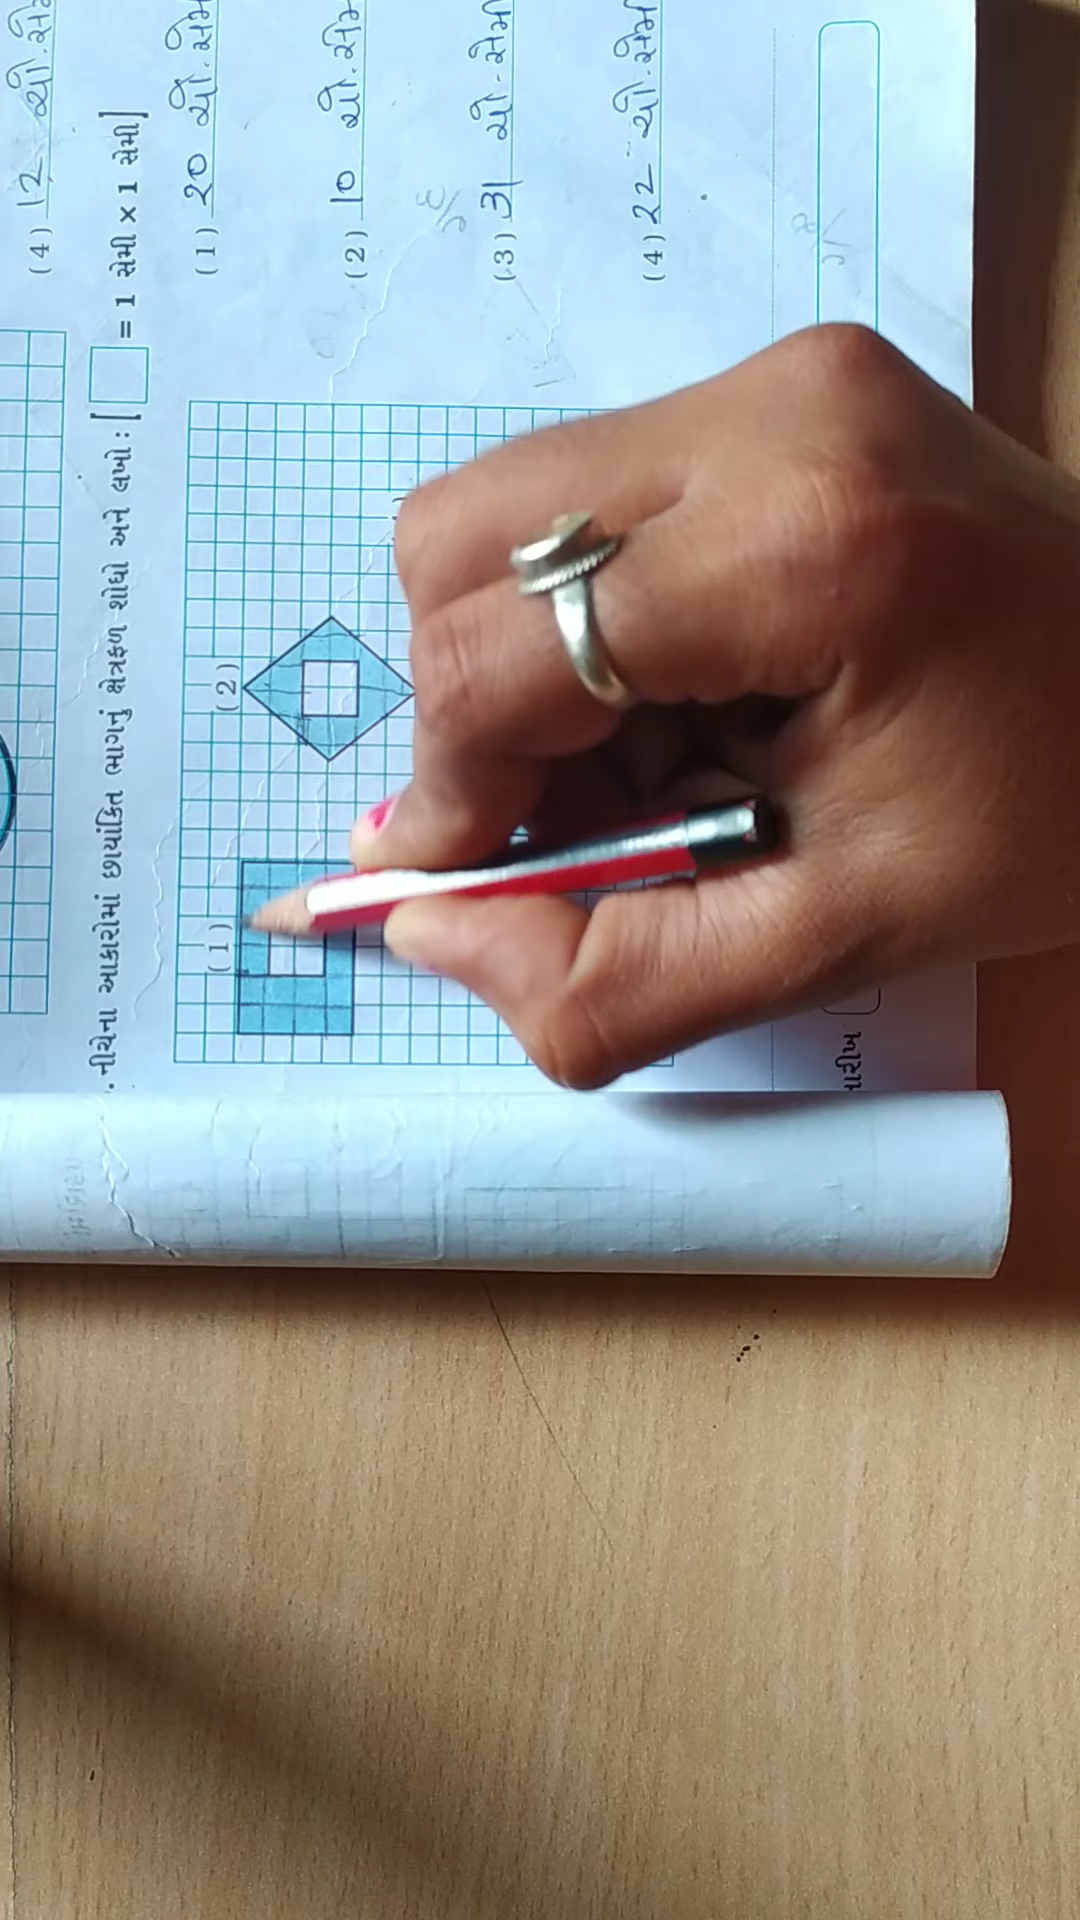 (4) 12 ચો.સેમી
. નીચેના આકારોમાં છાયાંકિત ભાગનું ક્ષેત્રફળ શોધો અને લખો : [ = 1 સેમી x 1 સેમી]
(1)
(2)
(1) 20 ચો.સેમી
(2) 10 ચો.સેમ
(3) 31 ચો.સેમી
(4) 22 ચો.સેમી
ારીખ